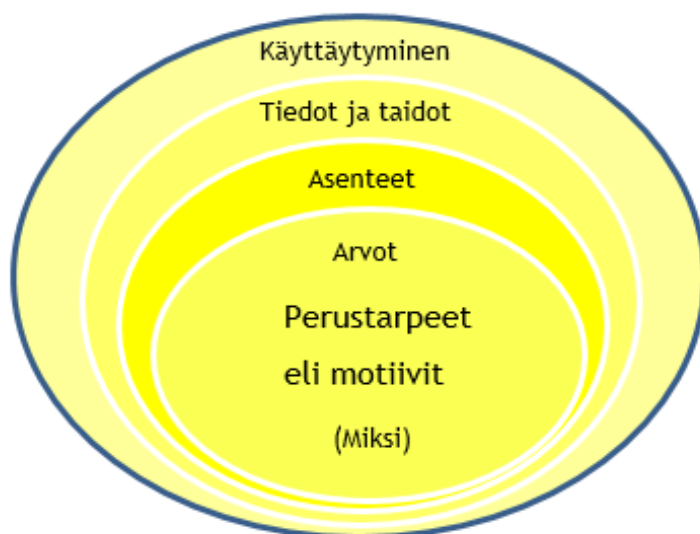 Käyttäytyminen
Tiedot ja taidot
Asenteet
Arvot
Perustarpeet
eli motiivit
(Miksi)